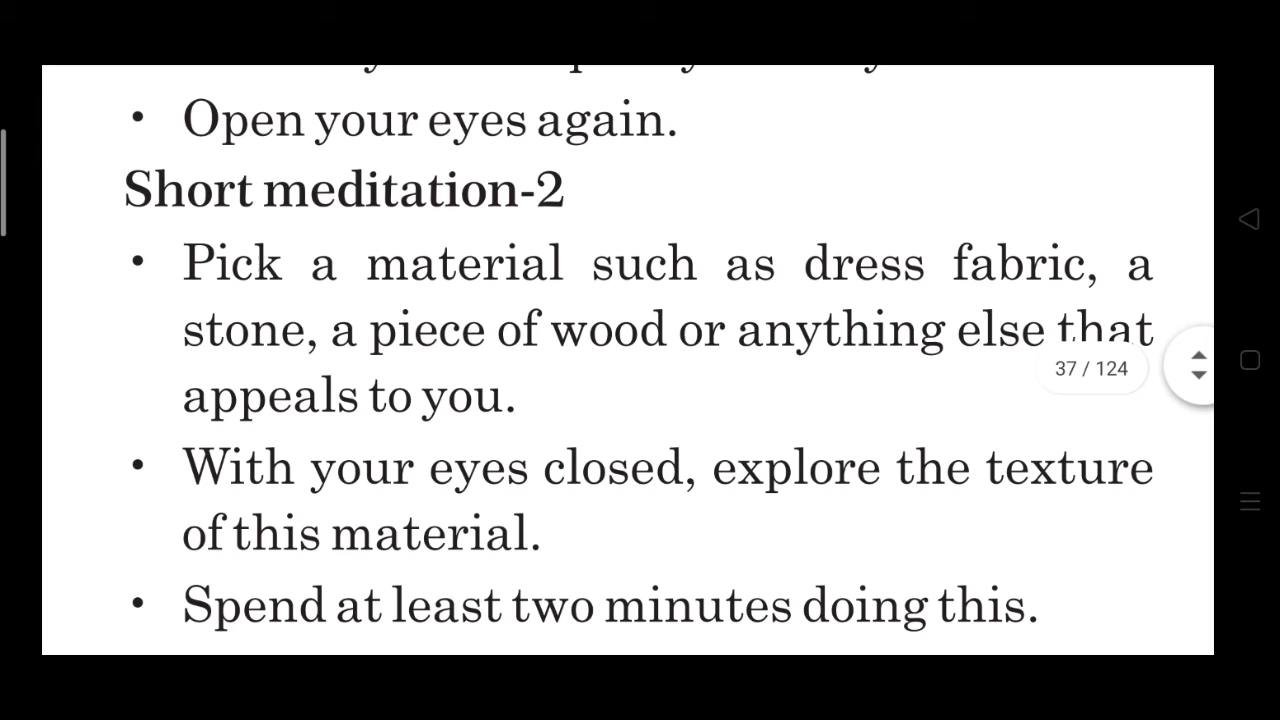 • Open your eyes again.
Short meditation-2
• Pick a material such as dress fabric, a
stone, a piece of wood or anything else that
37 / 124
appeals to you.
• With your eyes closed, explore the texture
of this material.
• Spend at least two minutes doing this.